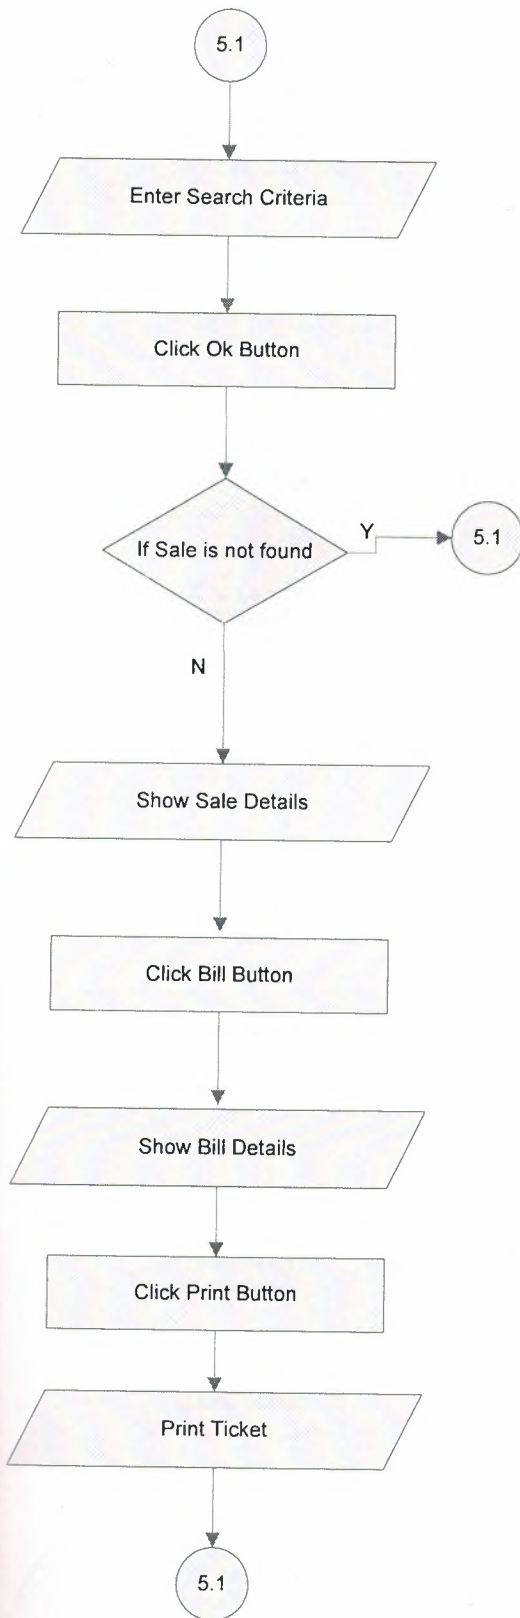 5.1
Enter Search Criteria
Click Ok Button
If Sale is not found
Y
5.1
N
Show Sale Details
Click Bill Button
Show Bill Details
Click Print Button
Print Ticket
5.1